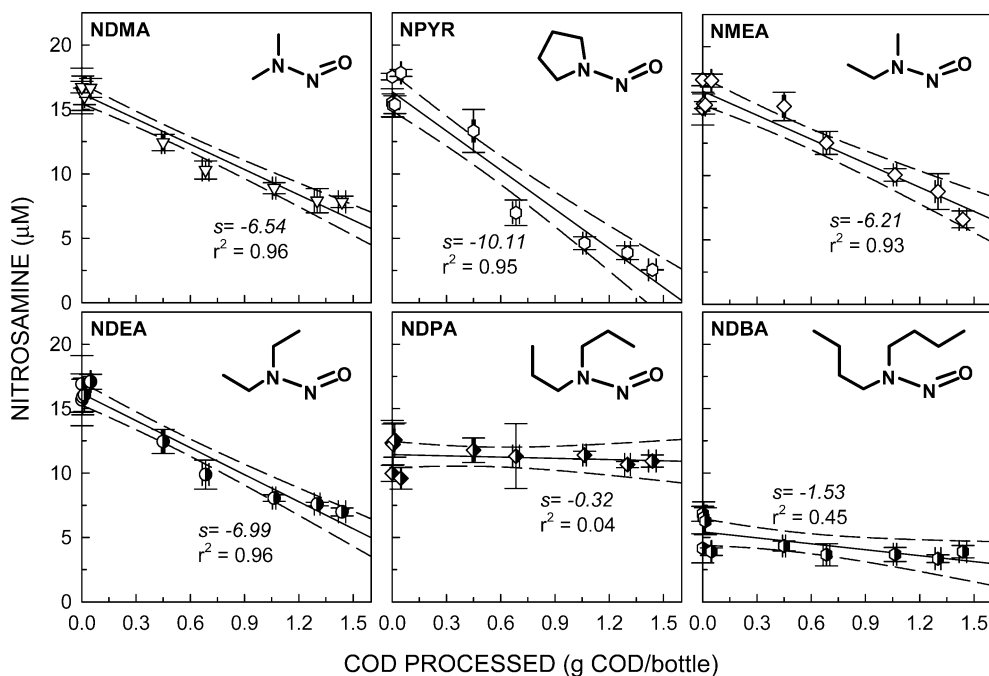 NDMA
N
N
O
s= -6.54
r² = 0.96
NPYR
N
N
O
s= -10.11
r² = 0.95
NMEA
N
N
O
s= -6.21
r² = 0.93
20
15
10
5
0
NDEA
N
N
O
s= -6.99
r² = 0.96
NDPA
N
N
O
s= -0.32
r² = 0.04
NDBA
N
N
O
s= -1.53
r² = 0.45
20
15
10
5
0
0.0 0.3 0.6 0.9 1.2 1.5 0.0 0.3 0.6 0.9 1.2 1.5 0.0 0.3 0.6 0.9 1.2 1.5
NITROSAMINE (μM)
COD PROCESSED (g COD/bottle)